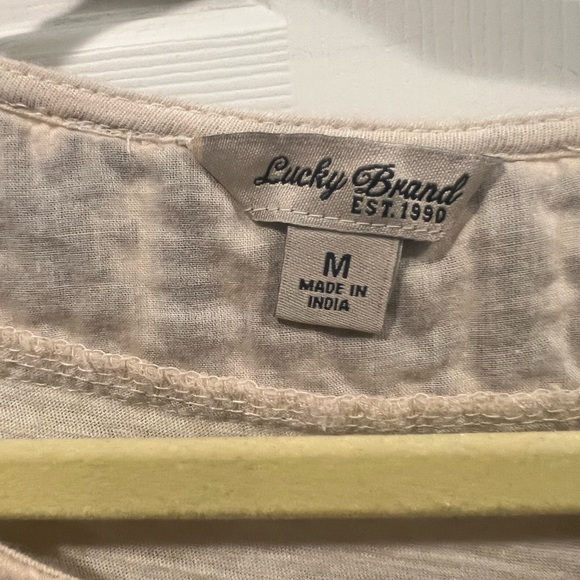 Lucky Brand
EST. 1990
M
MADE IN
INDIA